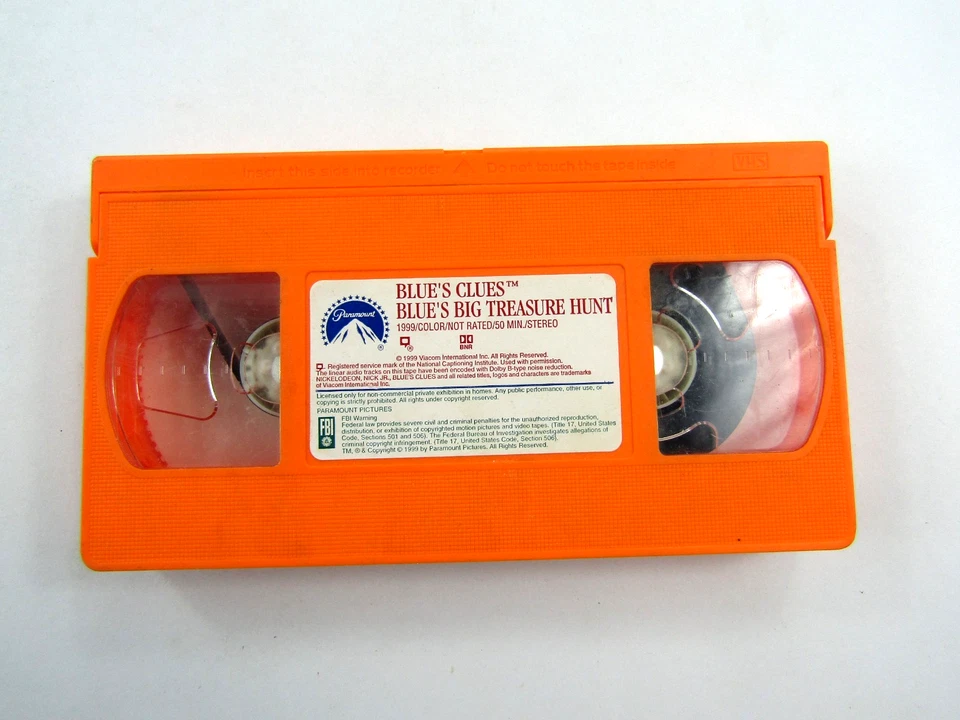 Insert this side into recorder Do not touch the tape inside VHS
Paramount
BLUE'S CLUES™
BLUE'S BIG TREASURE HUNT
1999/COLOR/NOT RATED/50 MIN./STEREO
BNR
© 1999 Viacom International Inc. All Rights Reserved.
Registered service mark of the National Captioning Institute. Used with permission.
The linear audio tracks on this tape have been encoded with Dolby B-type noise reduction.
NICKELODEON, NICK JR., BLUE'S CLUES and all related titles, logos and characters are trademarks
of Viacom International Inc.
Licensed only for non-commercial private exhibition in homes. Any public performance, other use, or
copying is strictly prohibited. All rights under copyright reserved.
PARAMOUNT PICTURES
FBI
FBI Warning
Federal law provides severe civil and criminal penalties for the unauthorized reproduction,
distribution, or exhibition of copyrighted motion pictures and video tapes. (Title 17, United States
Code, Sections 501 and 506). The Federal Bureau of Investigation investigates allegations of
criminal copyright infringement. (Title 17, United States Code, Section 506).
TM, ® & Copyright © 1999 by Paramount Pictures. All Rights Reserved.